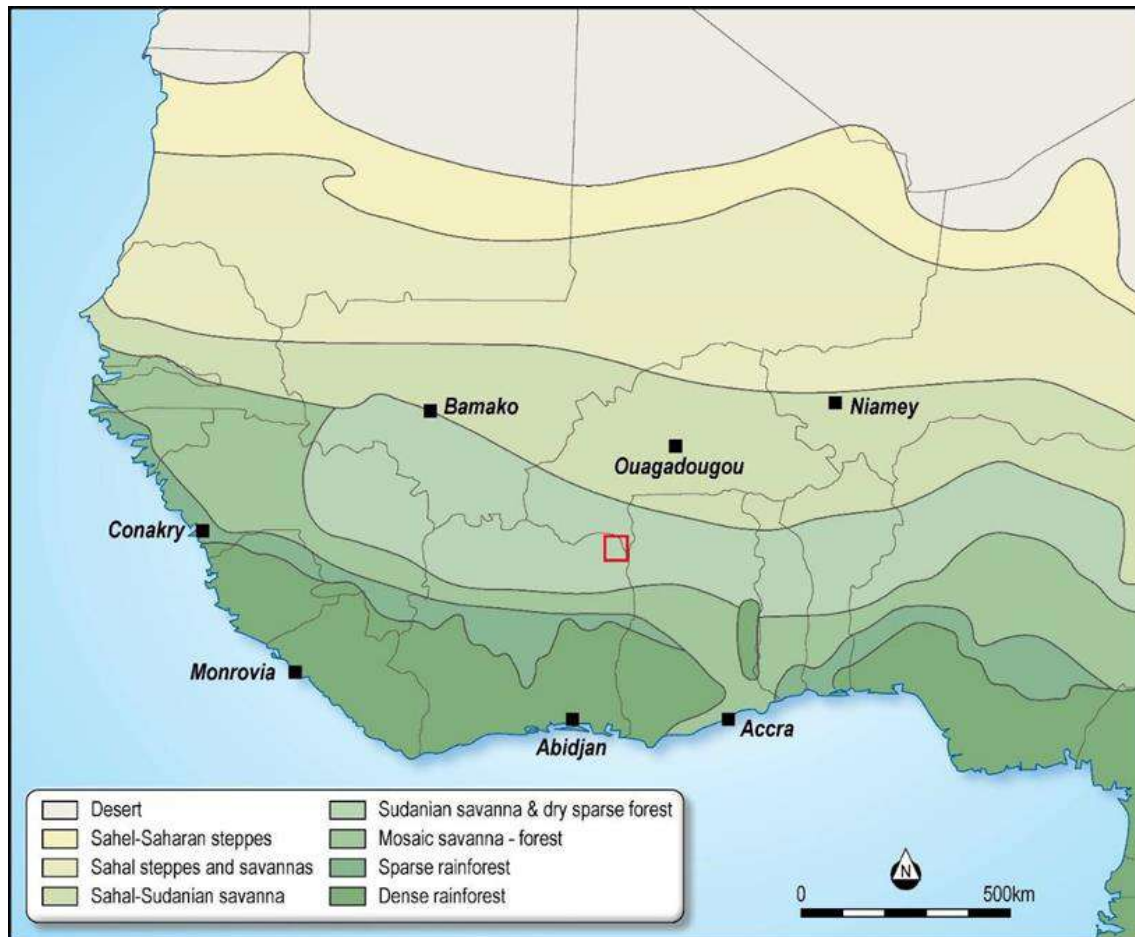 Bamako
Niamey
Ouagadougou
Conakry
Monrovia
Abidjan
Accra
Desert
Sahel-Saharan steppes
Sahal steppes and savannas
Sahal-Sudanian savanna
Sudanian savanna & dry sparse forest
Mosaic savanna - forest
Sparse rainforest
Dense rainforest
N
0 500km